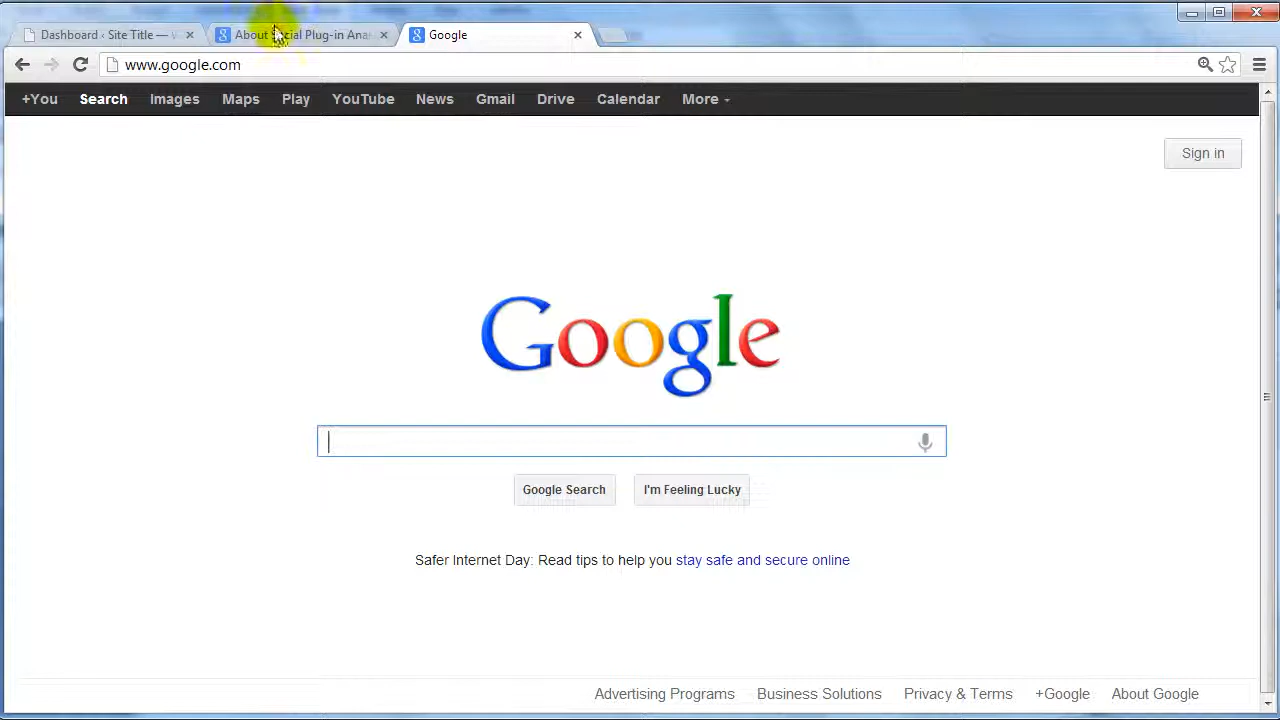 Dashboard ‹ Site Title —
About Social Plug-in Ana
Google
www.google.com
+You Search Images Maps Play YouTube News Gmail Drive Calendar More
Sign in
Google
Google Search I'm Feeling Lucky
Safer Internet Day: Read tips to help you stay safe and secure online
Advertising Programs Business Solutions Privacy & Terms +Google About Google